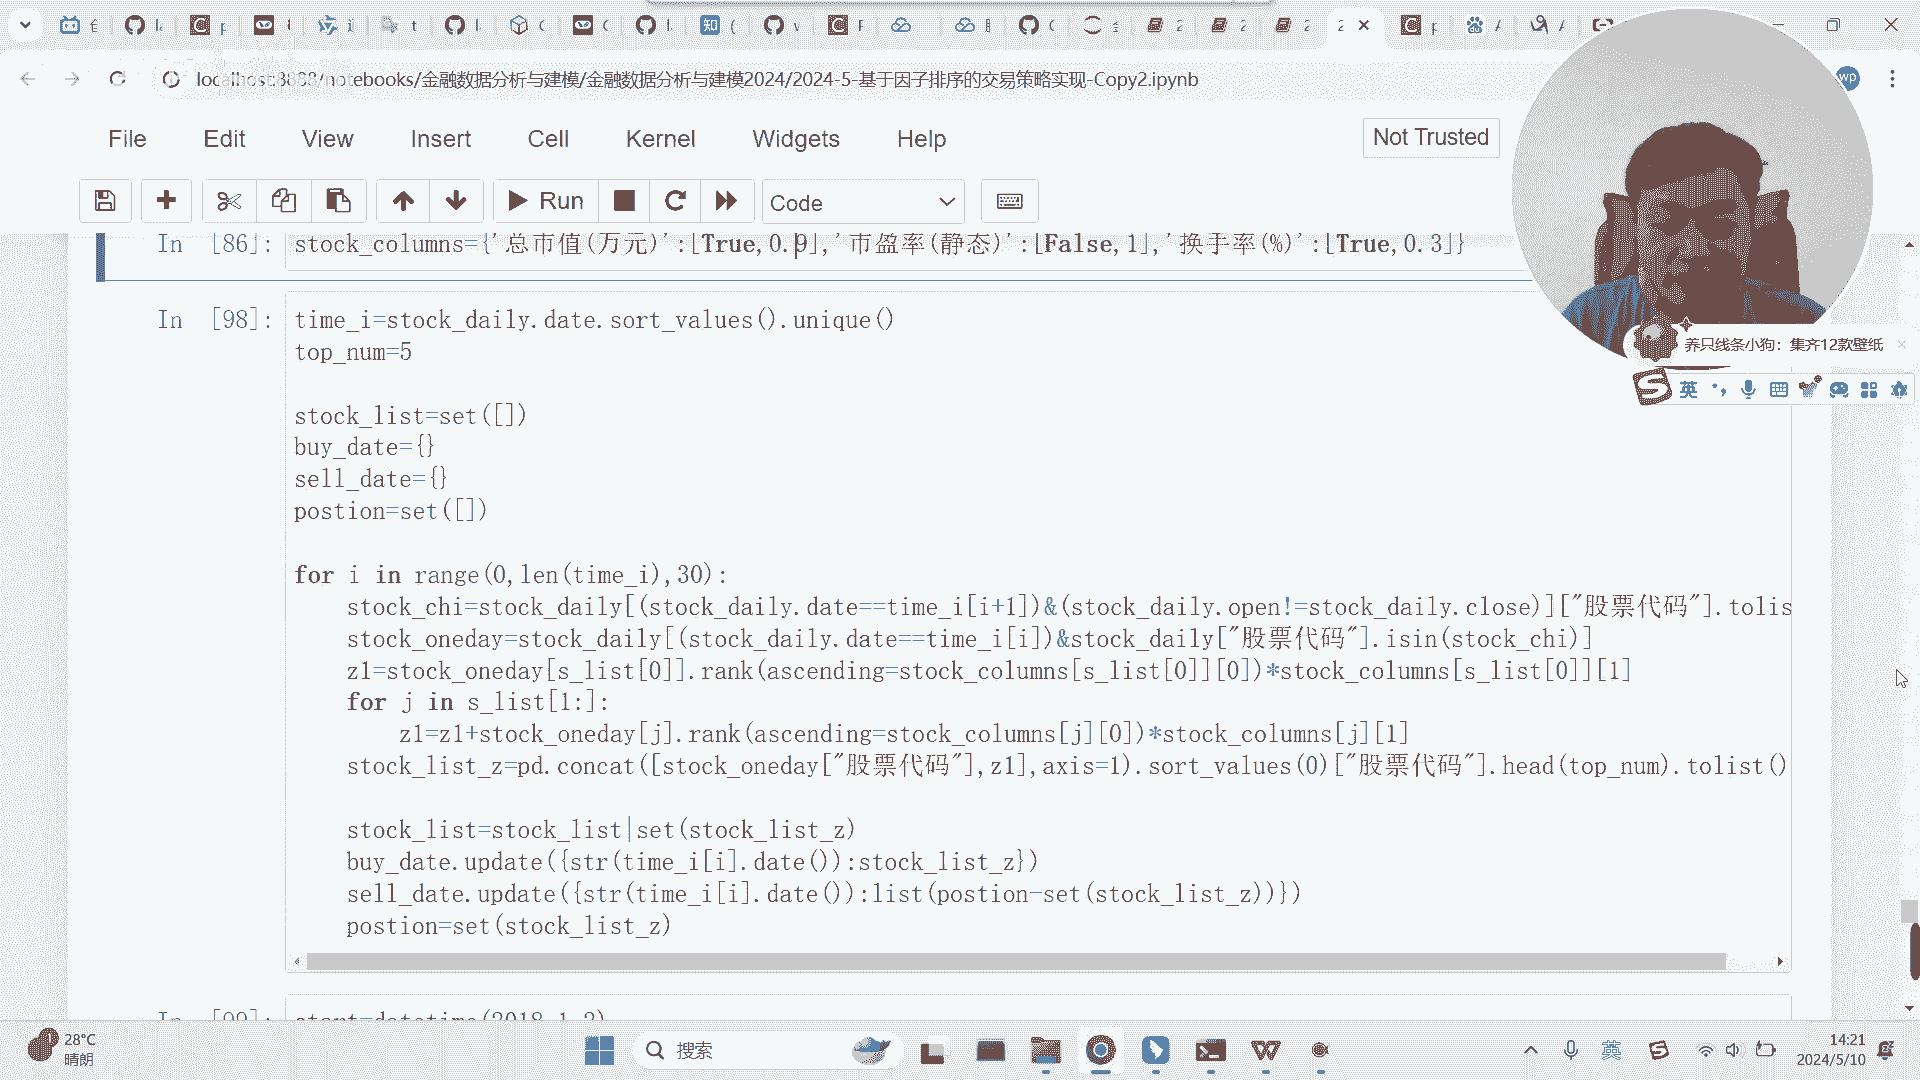 localhost:8888/notebooks/金融数据分析与建模/金融数据分析与建模2024/2024-5-基于因子排序的交易策略实现-Copy2.ipynb
wp
File Edit View Insert Cell Kernel Widgets Help
Not Trusted
Run
Code
In [86]: stock_columns={'总市值(万元)':[True,0.9],'市盈率(静态)':[False,1],'换手率(%)':[True,0.3]}
养只线条小狗：集齐12款壁纸
英
In [98]: time_i=stock_daily.date.sort_values().unique()
top_num=5
stock_list=set([])
buy_date={}
sell_date={}
postion=set([])
for i in range(0,len(time_i),30):
stock_chi=stock_daily[(stock_daily.date==time_i[i+1])&(stock_daily.open!=stock_daily.close)]["股票代码"].tolis
stock_oneday=stock_daily[(stock_daily.date==time_i[i])&stock_daily["股票代码"].isin(stock_chi)]
z1=stock_oneday[s_list[0]].rank(ascending=stock_columns[s_list[0]][0])*stock_columns[s_list[0]][1]
for j in s_list[1:]:
z1=z1+stock_oneday[j].rank(ascending=stock_columns[j][0])*stock_columns[j][1]
stock_list_z=pd.concat([stock_oneday["股票代码"],z1],axis=1).sort_values(0)["股票代码"].head(top_num).tolist()
stock_list=stock_list|set(stock_list_z)
buy_date.update({str(time_i[i].date()):stock_list_z})
sell_date.update({str(time_i[i].date()):list(postion-set(stock_list_z))})
postion=set(stock_list_z)
In [99]: start=datetime(2018,1,2)
28°C
晴朗
搜索
英
14:21
2024/5/10